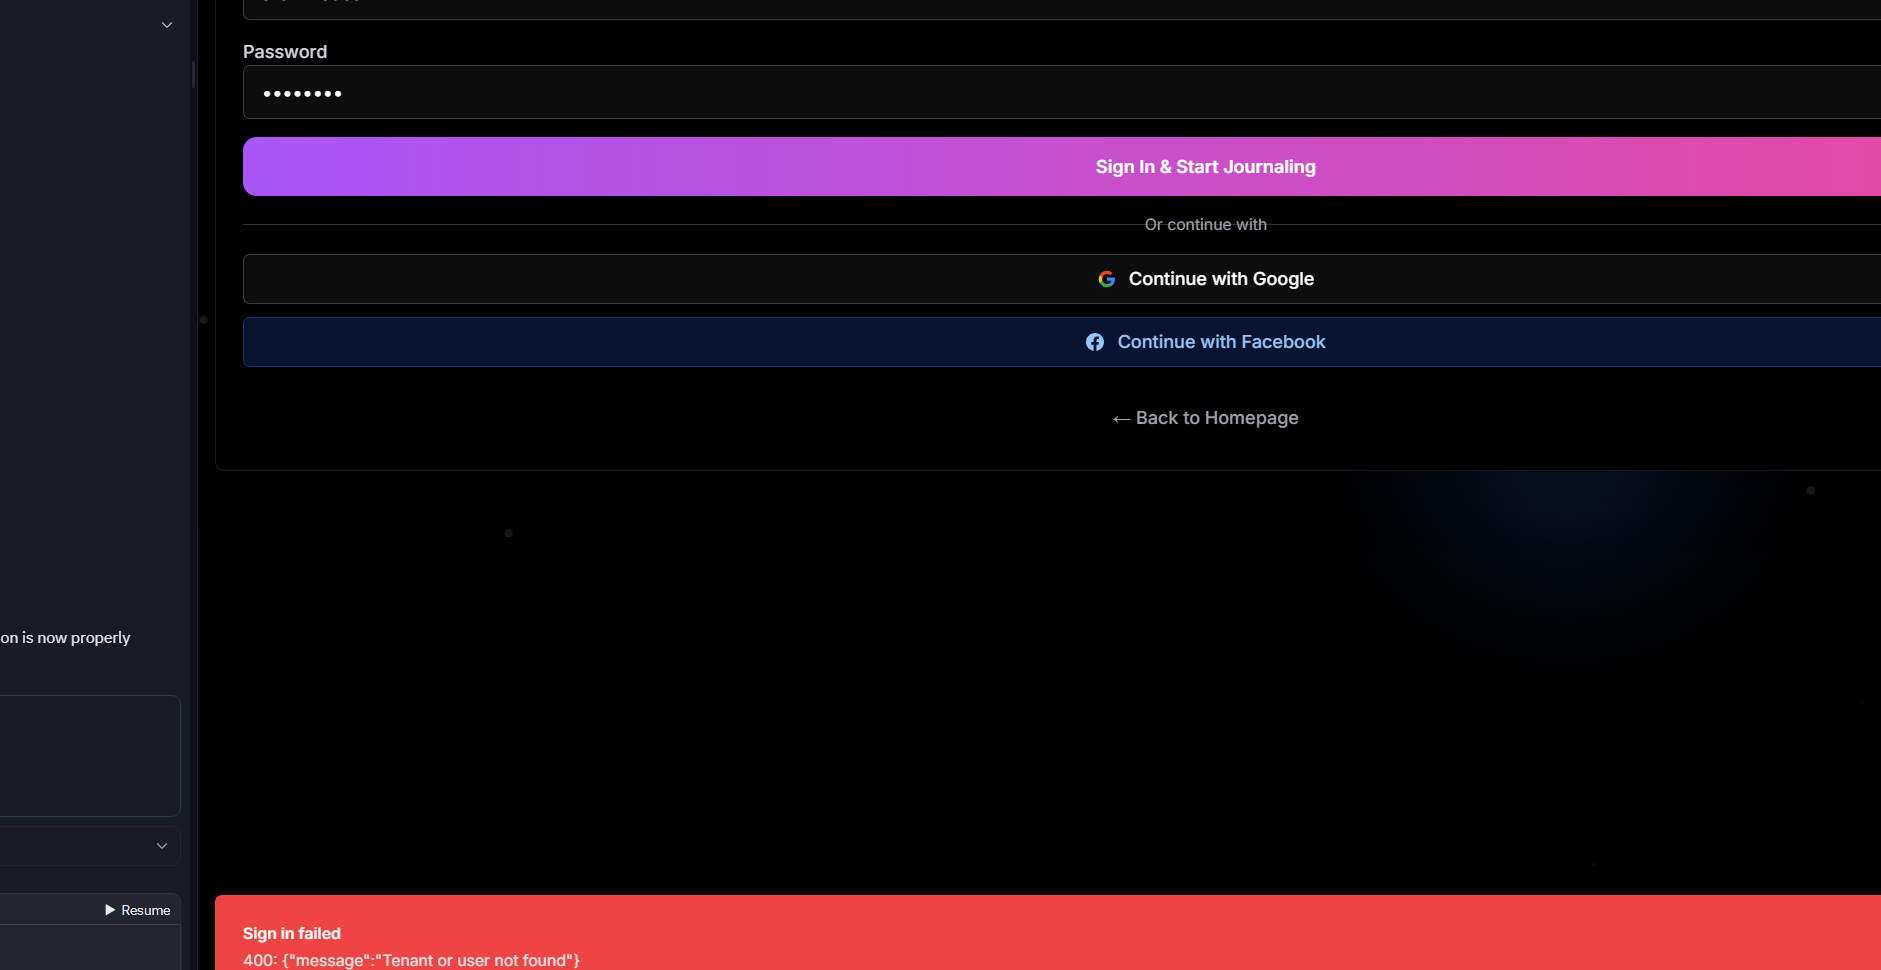 Password
••••••••
Sign In & Start Journaling
Or continue with
Continue with Google
Continue with Facebook
← Back to Homepage
on is now properly
Resume
Sign in failed
400: {"message":"Tenant or user not found"}